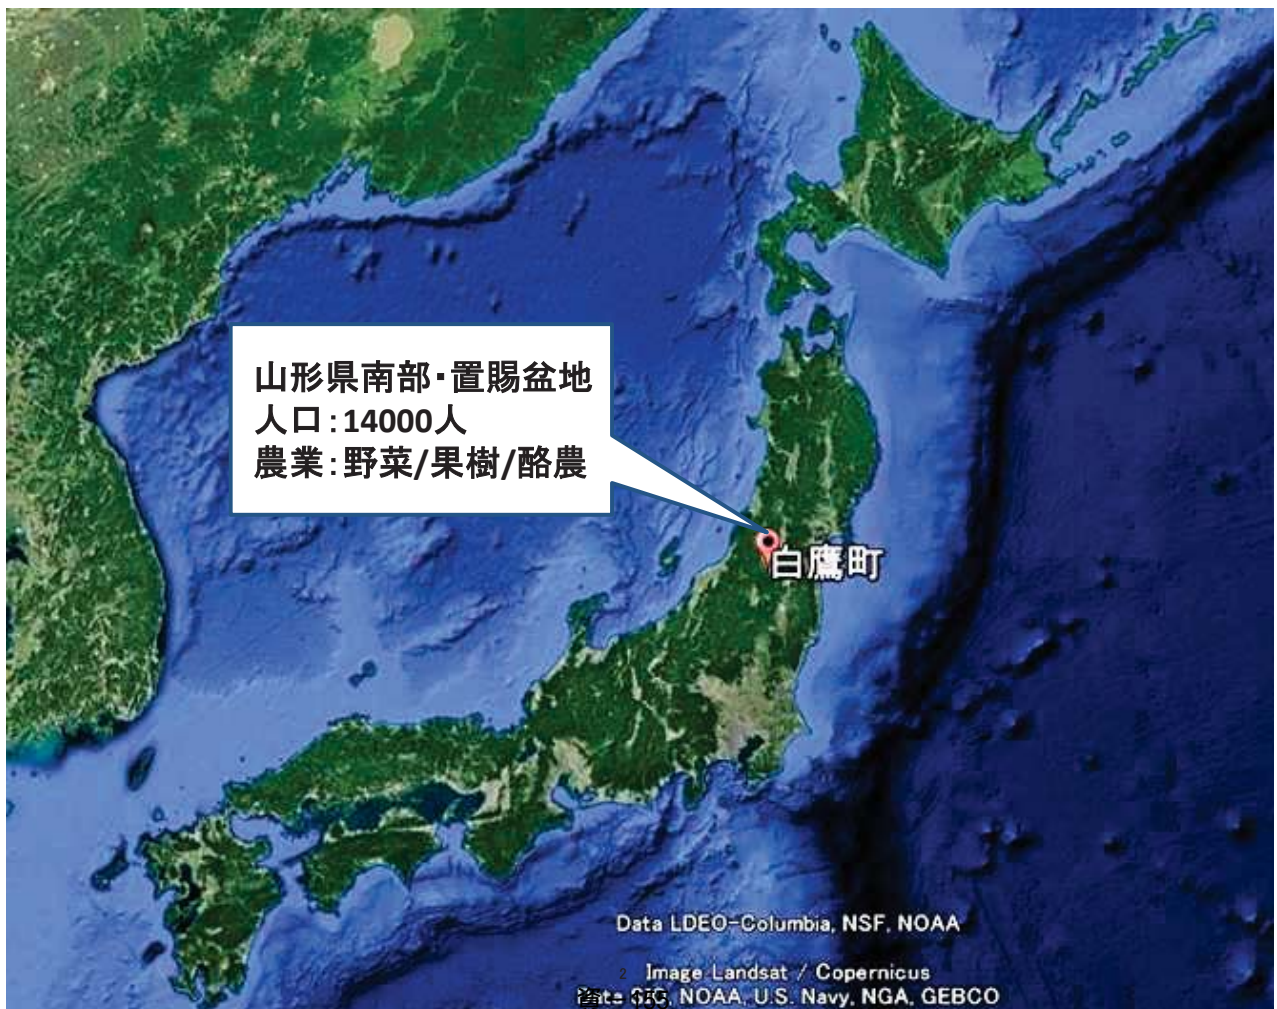 山形県南部・置賜盆地
人口：14000人
農業：野菜/果樹/酪農
白鷹町
Data LDEO-Columbia, NSF, NOAA
2
Image Landsat / Copernicus
NOAA, U.S. Navy, NGA, GEBCO